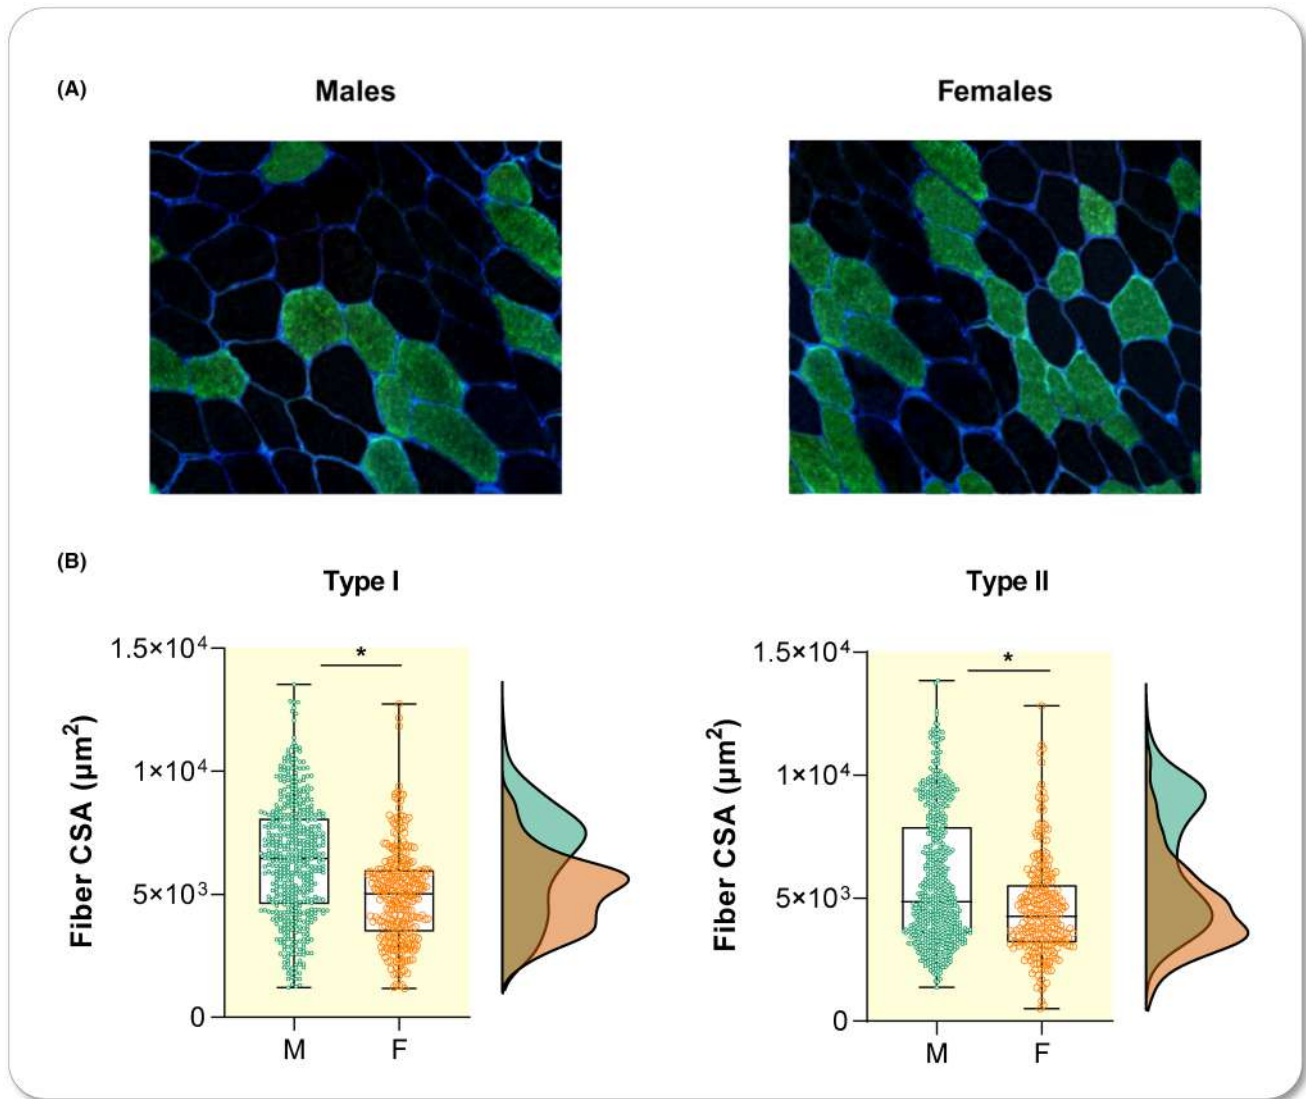 (A)
Males
Females
(B)
Type I
Type II
1.5×10⁴
*
1×10⁴
5×10³
0
Fiber CSA (µm²)
M
F
1.5×10⁴
*
1×10⁴
5×10³
0
Fiber CSA (µm²)
M
F